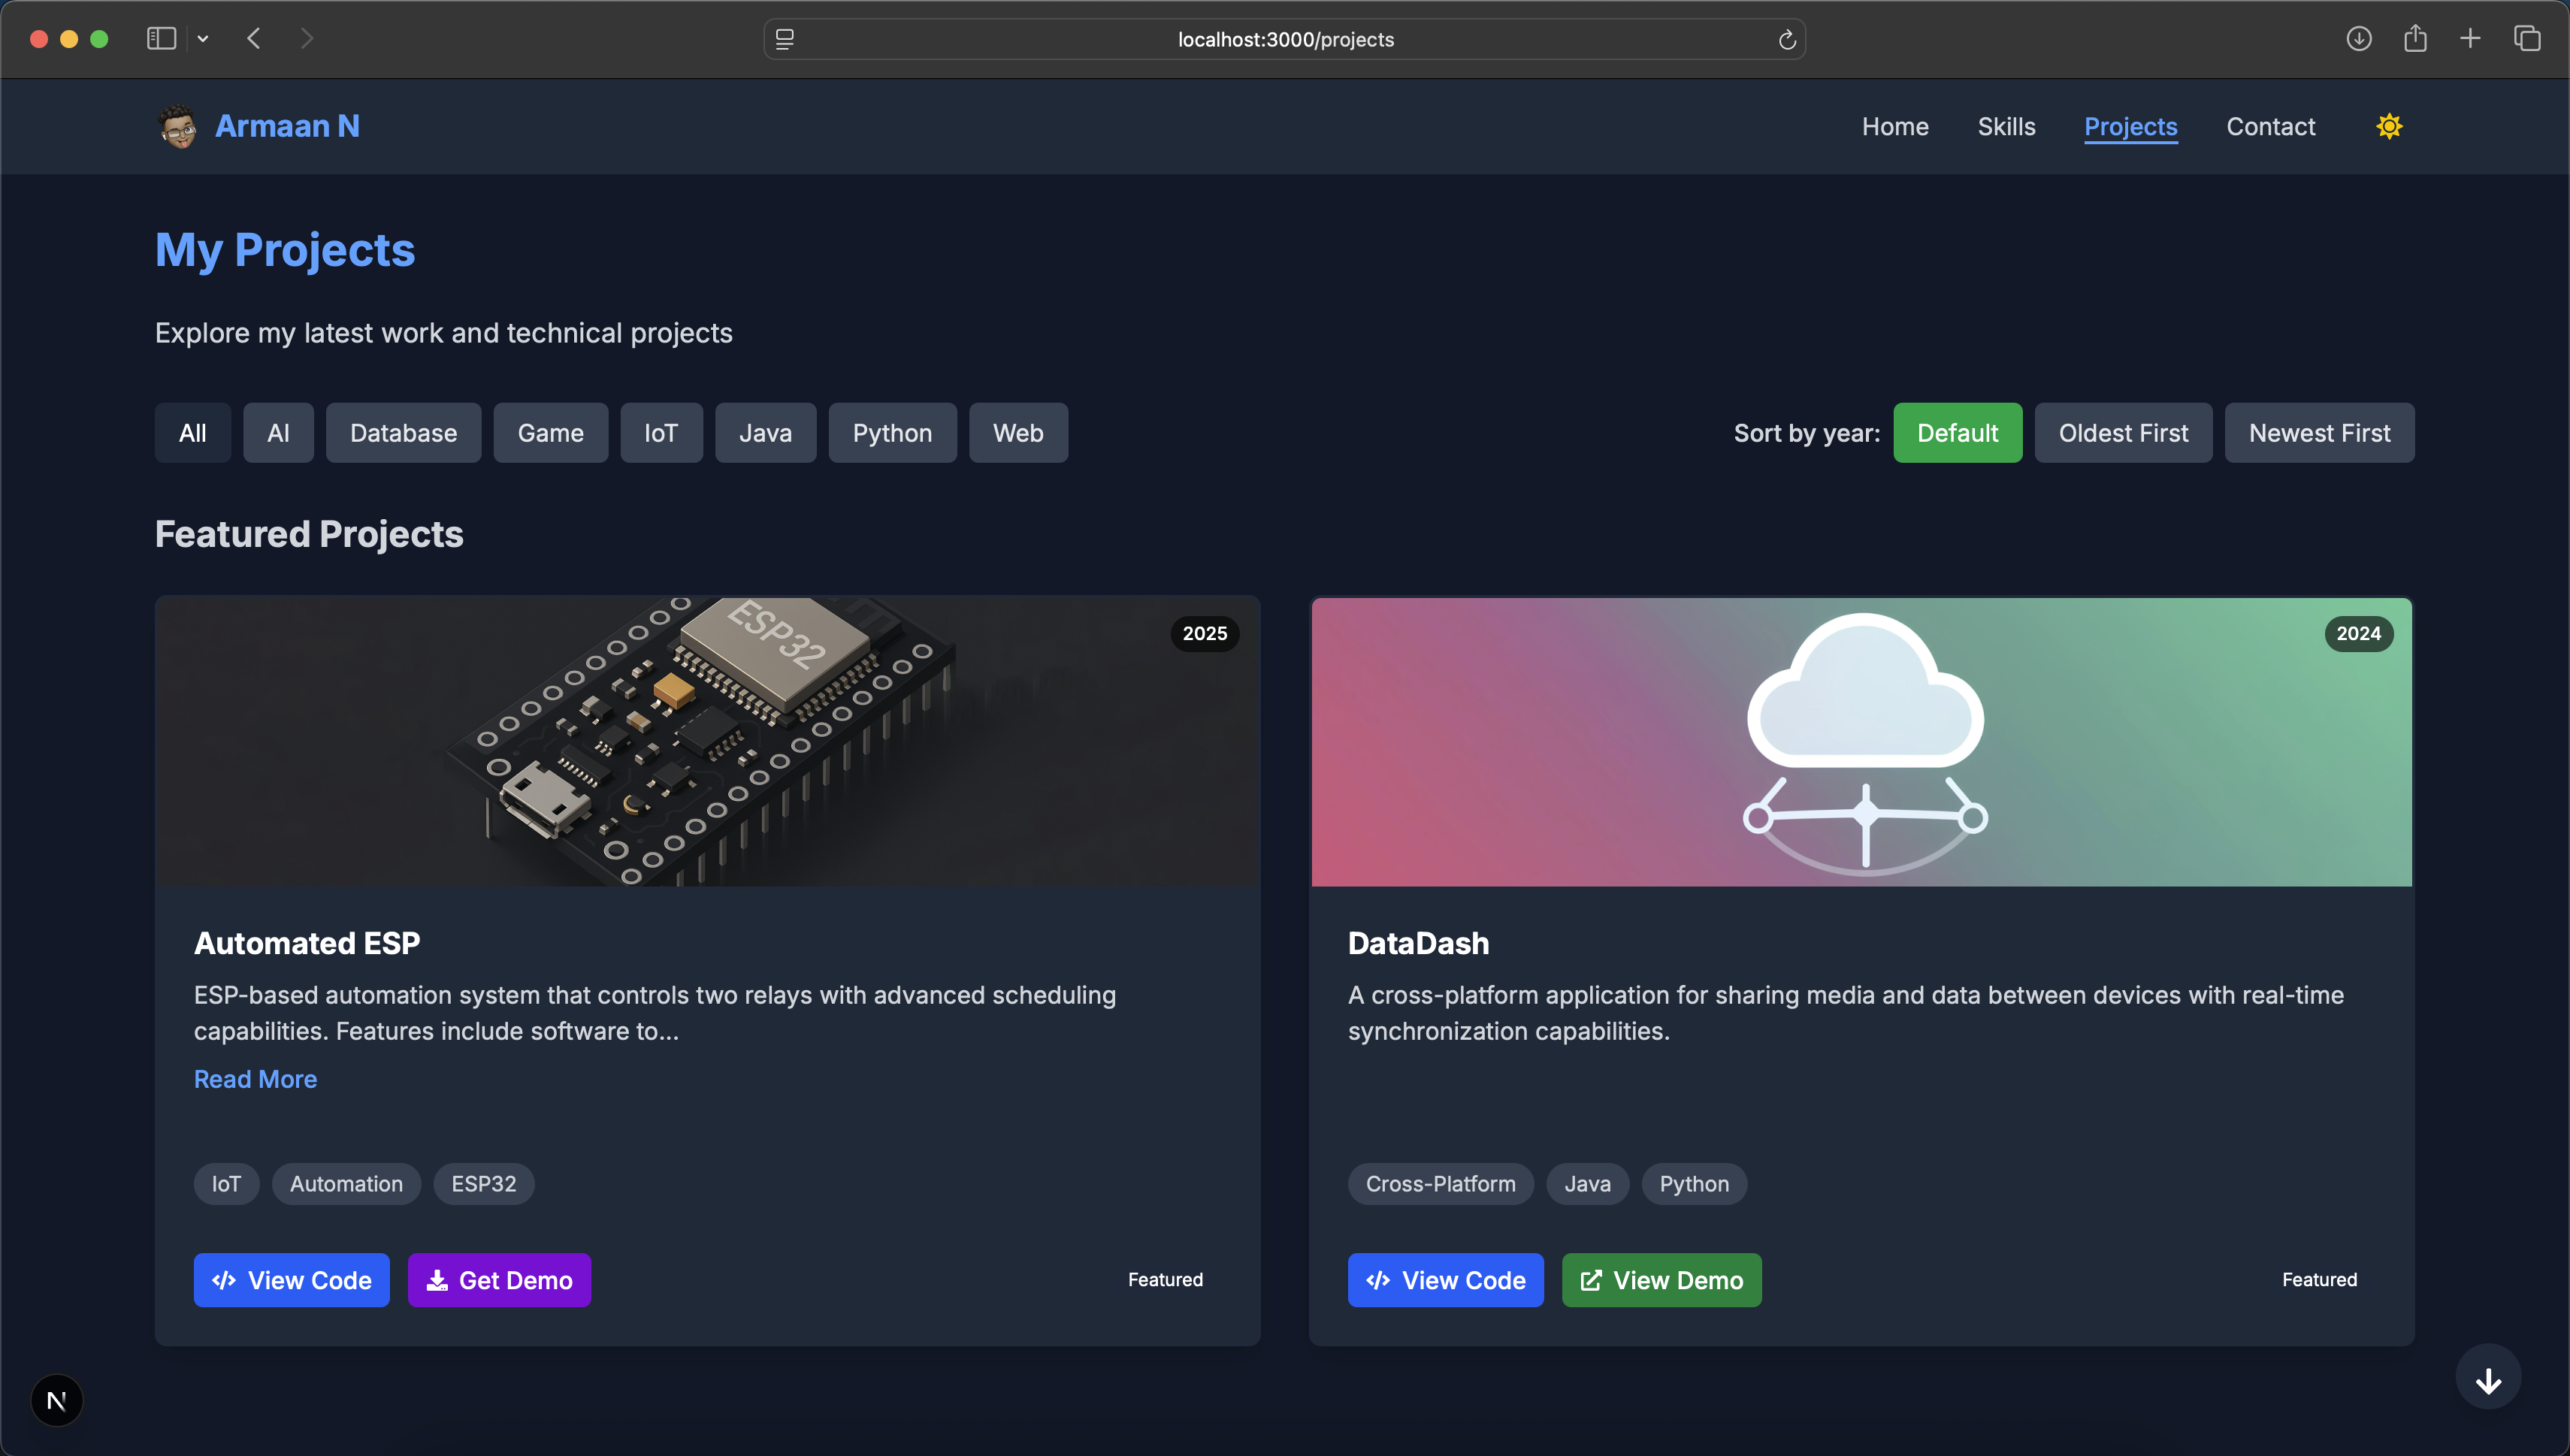 localhost:3000/projects
Armaan N
Home Skills Projects Contact
My Projects
Explore my latest work and technical projects
All AI Database Game IoT Java Python Web
Sort by year: Default Oldest First Newest First
Featured Projects
ESP32
2025
Automated ESP
ESP-based automation system that controls two relays with advanced scheduling
capabilities. Features include software to...
Read More
IoT Automation ESP32
View Code Get Demo Featured
2024
DataDash
A cross-platform application for sharing media and data between devices with real-time
synchronization capabilities.
Cross-Platform Java Python
View Code View Demo Featured
N